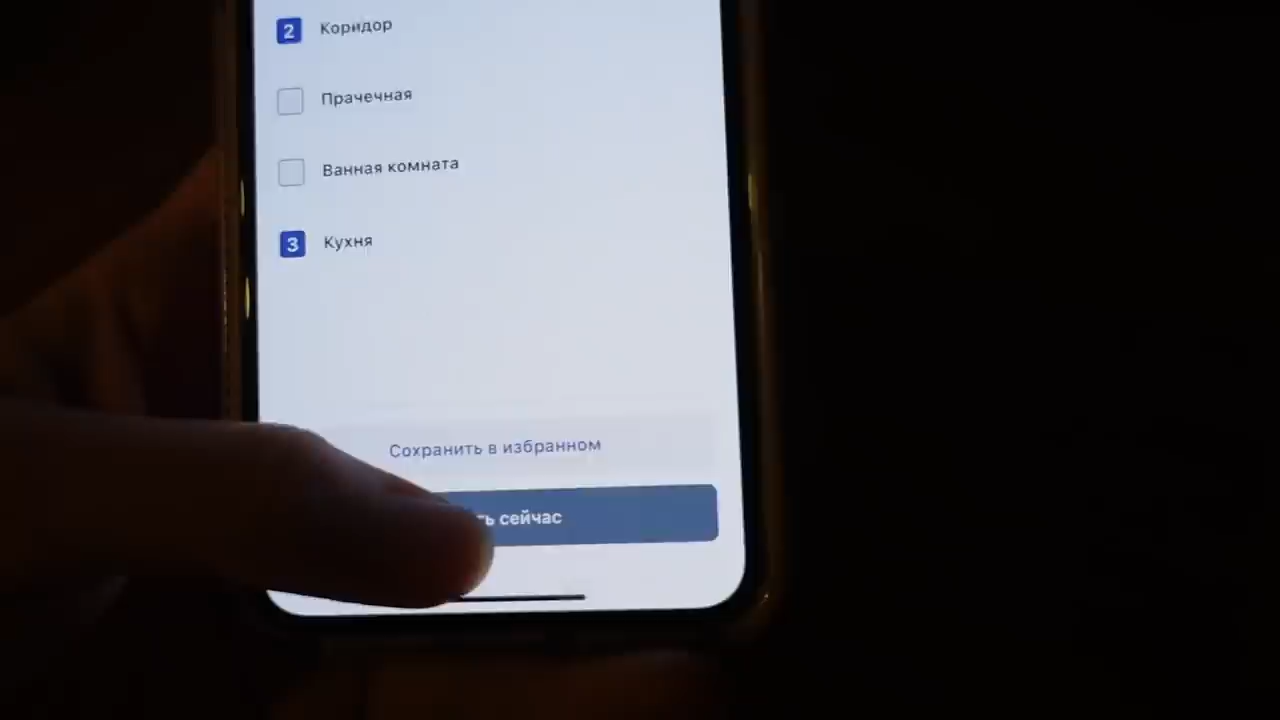 2 Коридор
Прачечная
Ванная комната
3 Кухня
Сохранить в избранном
сейчас